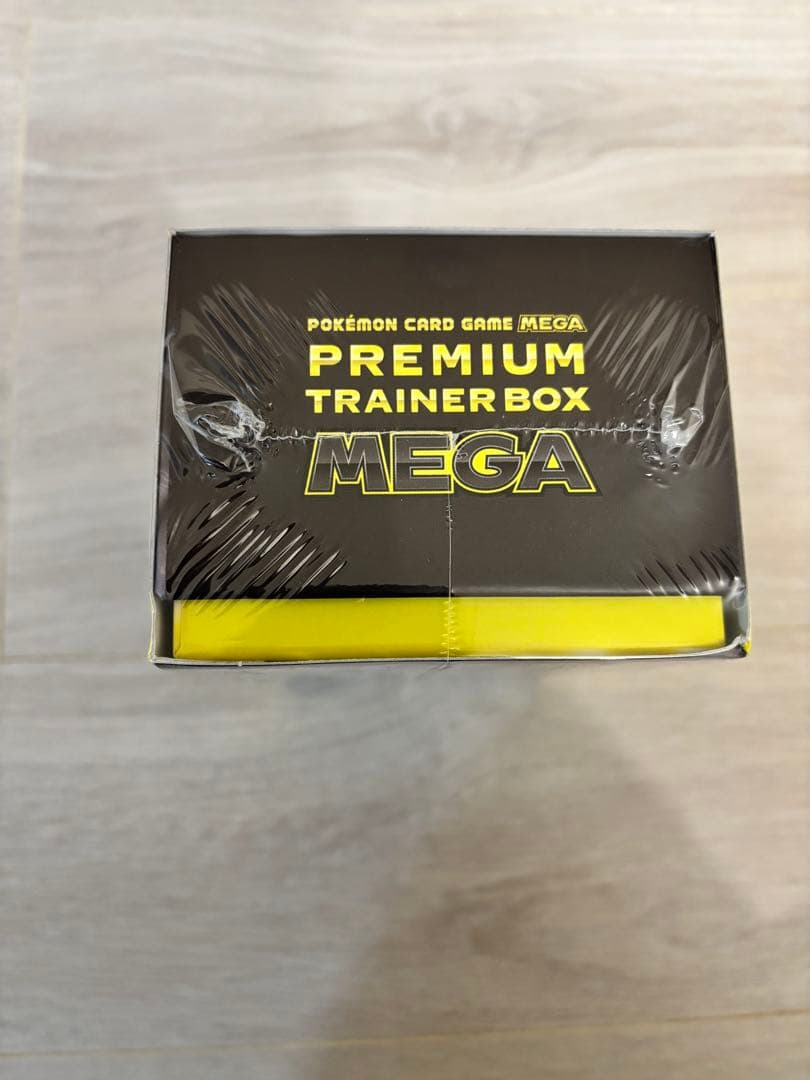 POKÉMON CARD GAME MEGA
PREMIUM
TRAINER BOX
MEGA